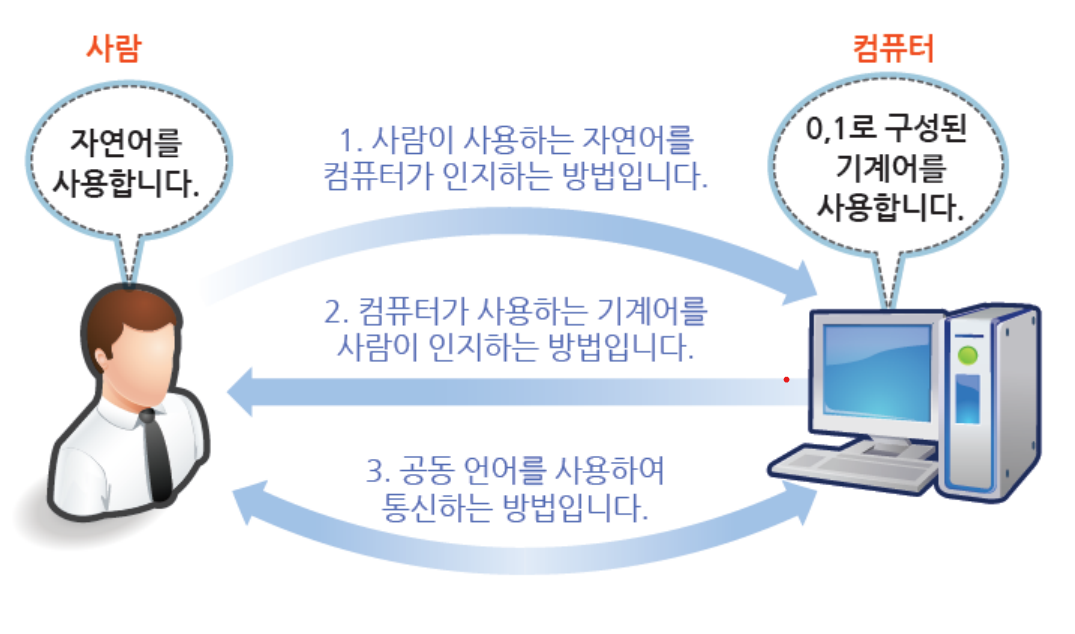 사람
컴퓨터
자연어를
사용합니다.
0,1로 구성된
기계어를
사용합니다.
1. 사람이 사용하는 자연어를
컴퓨터가 인지하는 방법입니다.
2. 컴퓨터가 사용하는 기계어를
사람이 인지하는 방법입니다.
3. 공동 언어를 사용하여
통신하는 방법입니다.